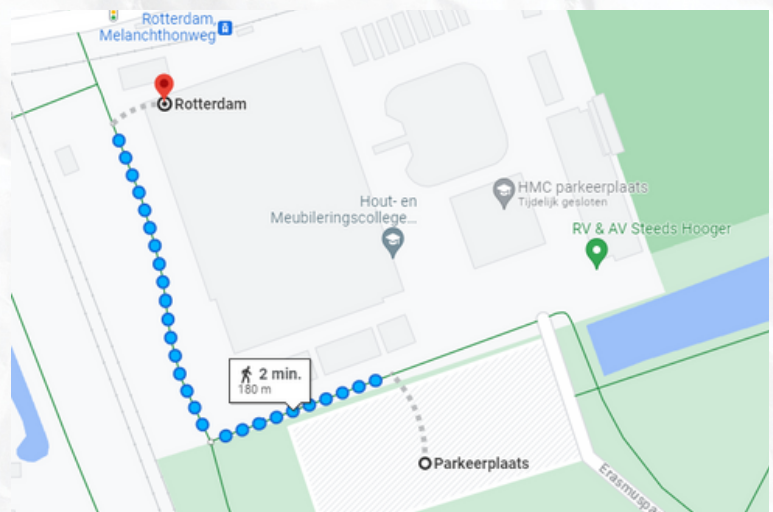 Rotterdam,
Melanchthonweg
Rotterdam
HMC parkeerplaats
Tijdelijk gesloten
Hout- en
Meubileringscollege...
RV & AV Steeds Hooger
2 min.
180 m
Parkeerplaats
Erasmuspa